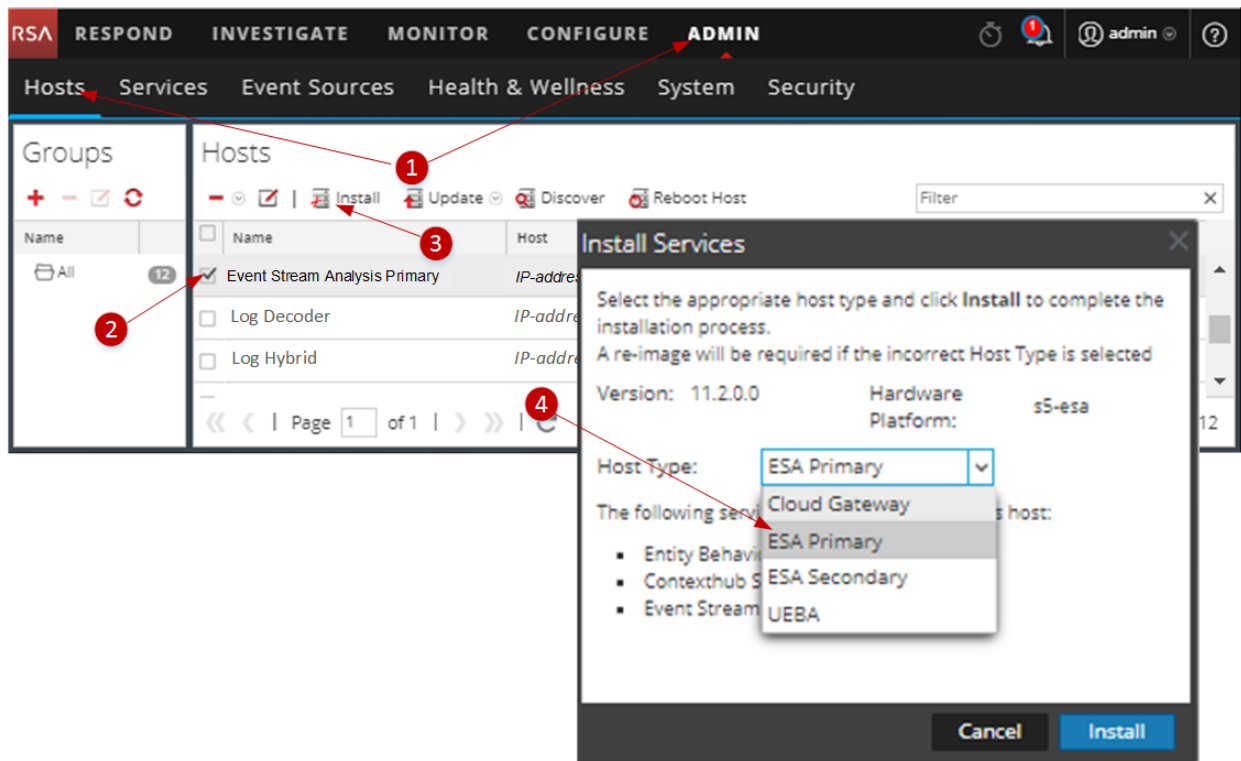 RSA RESPOND INVESTIGATE MONITOR CONFIGURE ADMIN 1 admin ?
Hosts Services Event Sources Health & Wellness System Security
Groups
Hosts
1
Install Update Discover Reboot Host Filter X
Name
Name Host
3
All 12
Event Stream Analysis Primary IP-addre
2
Log Decoder IP-addre
Log Hybrid IP-addre
Page 1 of 1 12
Install Services
Select the appropriate host type and click Install to complete the
installation process.
A re-image will be required if the incorrect Host Type is selected
Version: 11.2.0.0 Hardware
Platform: s5-esa
4
Host Type: ESA Primary
The following servi s host:
Cloud Gateway
ESA Primary
ESA Secondary
UEBA
Entity Behavi
Contexthub S
Event Stream
Cancel Install